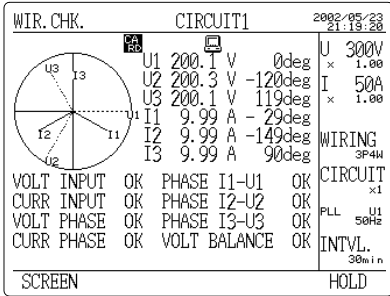 WIR.CHK. CIRCUIT1 2002/05/23
21:19:20
CA
RD
U1 200.1 V 0deg
U2 200.3 V -120deg
U3 200.1 V 119deg
I1 9.99 A - 29deg
I2 9.99 A -149deg
I3 9.99 A 90deg
U3
I3
U1
I2
I1
U2
VOLT INPUT OK PHASE I1-U1 OK
CURR INPUT OK PHASE I2-U2 OK
VOLT PHASE OK PHASE I3-U3 OK
CURR PHASE OK VOLT BALANCE OK
U 300V
× 1.00
I 50A
× 1.00
WIRING
3P4W
CIRCUIT
×1
PLL U1
50Hz
INTVL.
30min
SCREEN HOLD